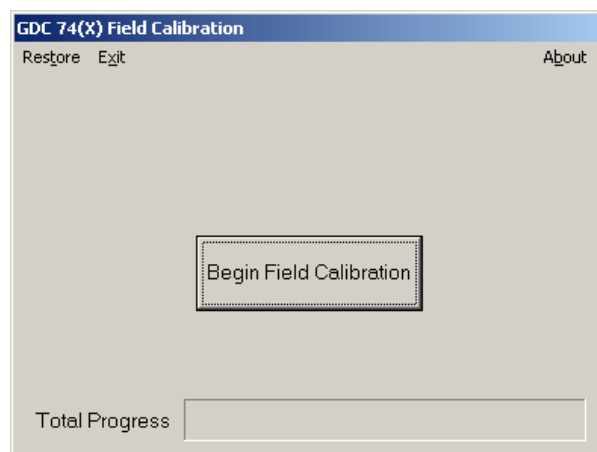 GDC 74(X) Field Calibration
Restore Exit About
Begin Field Calibration
Total Progress